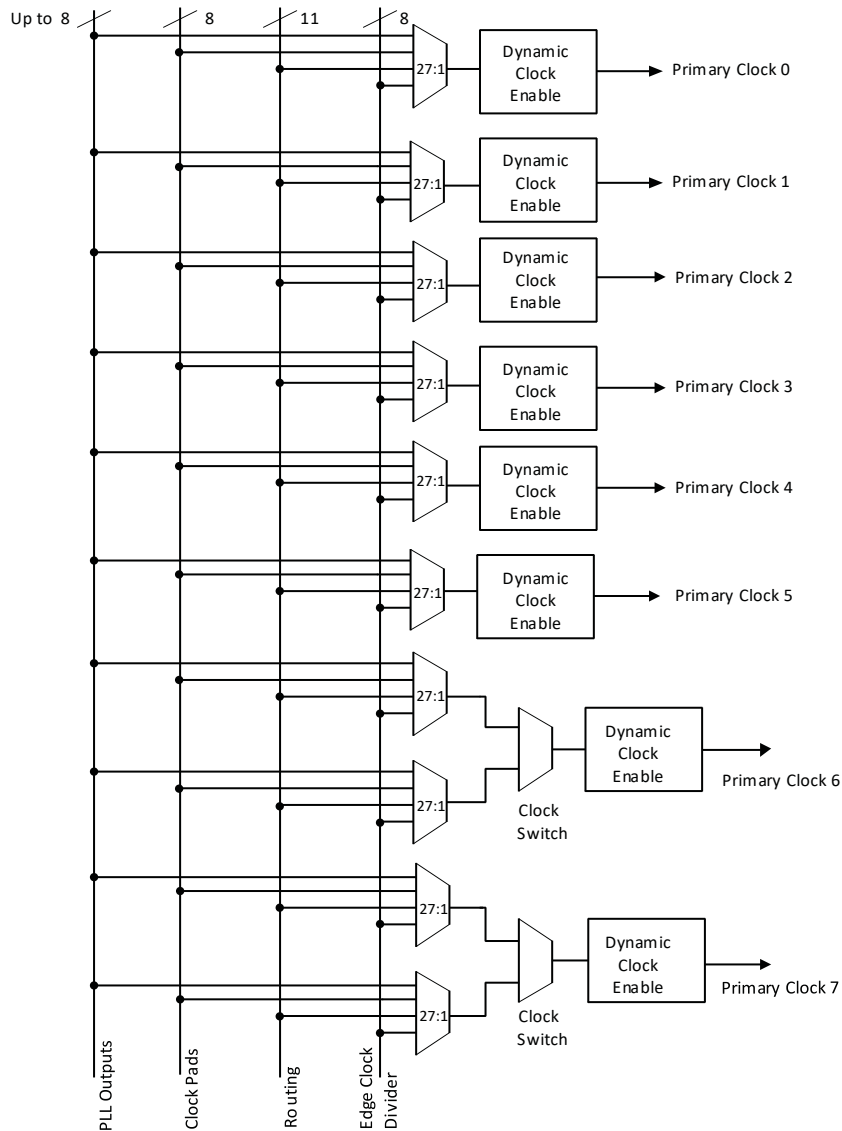 Up to 8
8
11
8
27:1
Dynamic
Clock
Enable
Primary Clock 0
27:1
Dynamic
Clock
Enable
Primary Clock 1
27:1
Dynamic
Clock
Enable
Primary Clock 2
27:1
Dynamic
Clock
Enable
Primary Clock 3
27:1
Dynamic
Clock
Enable
Primary Clock 4
27:1
Dynamic
Clock
Enable
Primary Clock 5
27:1
27:1
Clock
Switch
Dynamic
Clock
Enable
Primary Clock 6
27:1
27:1
Clock
Switch
Dynamic
Clock
Enable
Primary Clock 7
PLL Outputs
Clock Pads
Routing
Edge Clock
Divider